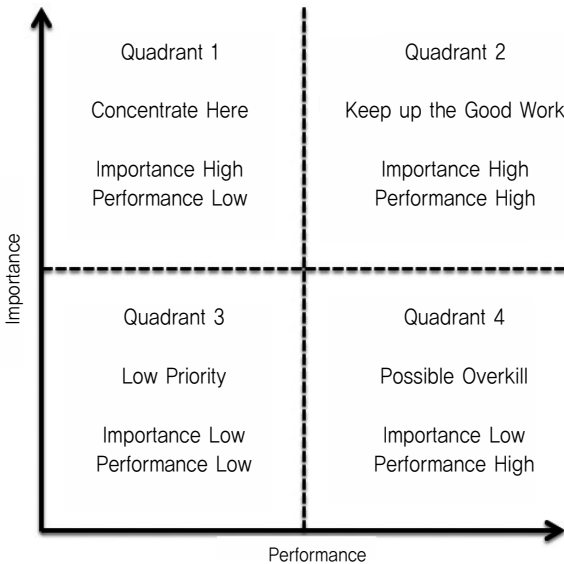 Quadrant 1
Concentrate Here
Importance High
Performance Low
Quadrant 2
Keep up the Good Work
Importance High
Performance High
Importance
Quadrant 3
Low Priority
Importance Low
Performance Low
Quadrant 4
Possible Overkill
Importance Low
Performance High
Performance